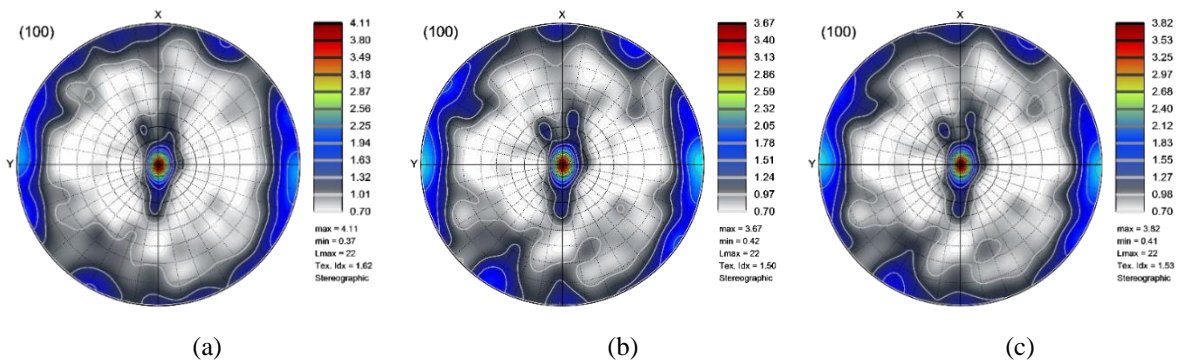 (100)
X
Y
4.11
3.80
3.49
3.18
2.87
2.56
2.25
1.94
1.63
1.32
1.01
0.70
max = 4.11
min = 0.37
Lmax = 22
Tex. Idx = 1.62
Stereographic
(a)
(100)
X
Y
3.67
3.40
3.13
2.86
2.59
2.32
2.05
1.78
1.51
1.24
0.97
0.70
max = 3.67
min = 0.42
Lmax = 22
Tex. Idx = 1.50
Stereographic
(b)
(100)
X
Y
3.82
3.53
3.25
2.97
2.68
2.40
2.12
1.83
1.55
1.27
0.98
0.70
max = 3.82
min = 0.41
Lmax = 22
Tex. Idx = 1.53
Stereographic
(c)